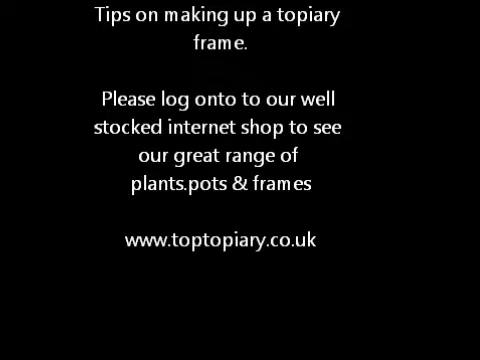 Tips on making up a topiary
frame.
Please log onto to our well
stocked internet shop to see
our great range of
plants.pots & frames
www.toptopiary.co.uk